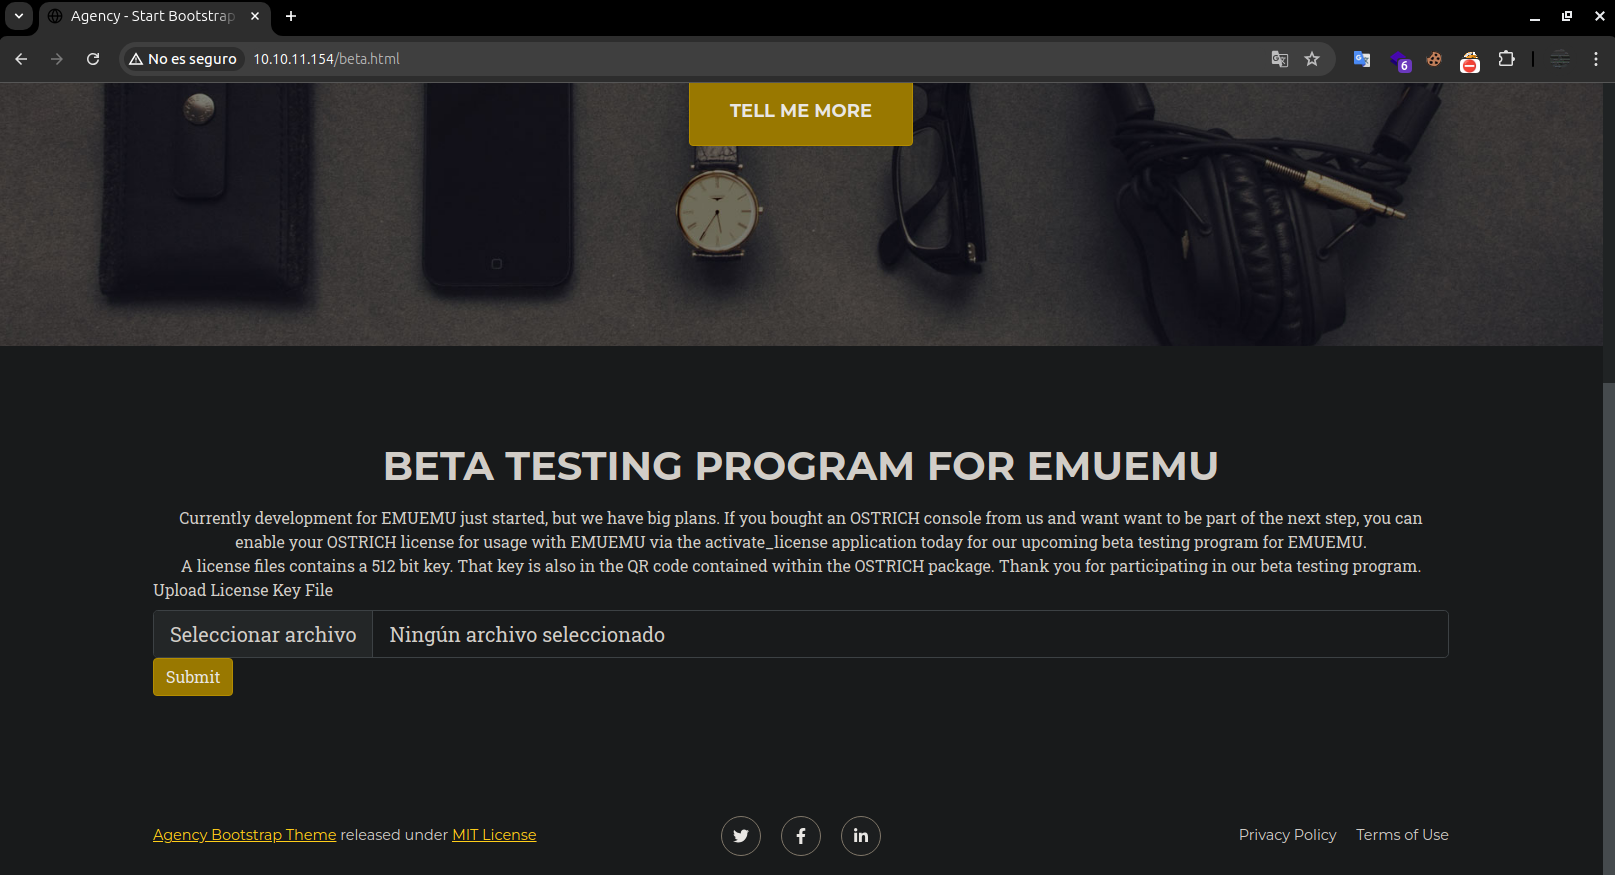 Agency - Start Bootstrap
No es seguro
10.10.11.154/beta.html
6
TELL ME MORE
BETA TESTING PROGRAM FOR EMUEMU
Currently development for EMUEMU just started, but we have big plans. If you bought an OSTRICH console from us and want want to be part of the next step, you can
enable your OSTRICH license for usage with EMUEMU via the activate_license application today for our upcoming beta testing program for EMUEMU.
A license files contains a 512 bit key. That key is also in the QR code contained within the OSTRICH package. Thank you for participating in our beta testing program.
Upload License Key File
Seleccionar archivo Ningún archivo seleccionado
Submit
Agency Bootstrap Theme released under MIT License
Privacy Policy Terms of Use